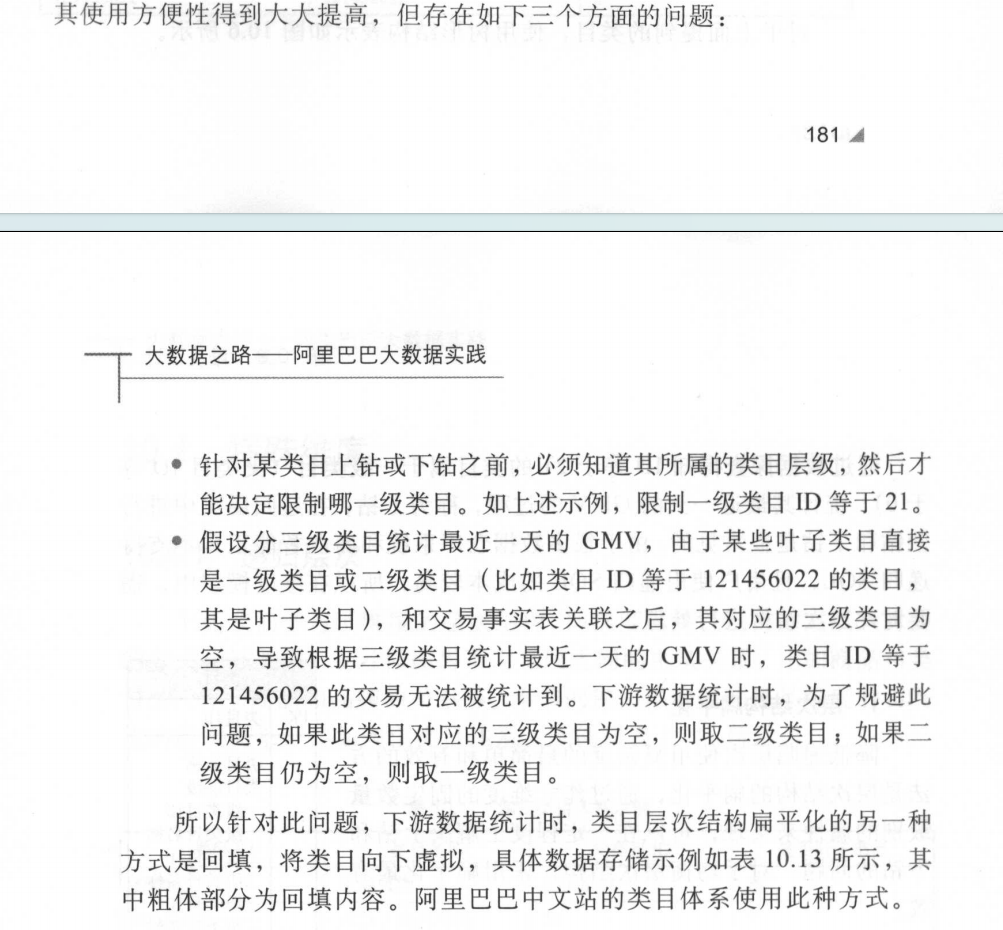 其使用方便性得到大大提高，但存在如下三个方面的问题：
181
大数据之路——阿里巴巴大数据实践
● 针对某类目上钻或下钻之前，必须知道其所属的类目层级，然后才
能决定限制哪一级类目。如上述示例，限制一级类目 ID 等于 21。
● 假设分三级类目统计最近一天的 GMV，由于某些叶子类目直接
是一级类目或二级类目（比如类目 ID 等于 121456022 的类目，
其是叶子类目），和交易事实表关联之后，其对应的三级类目为
空，导致根据三级类目统计最近一天的 GMV 时，类目 ID 等于
121456022 的交易无法被统计到。下游数据统计时，为了规避此
问题，如果此类目对应的三级类目为空，则取二级类目；如果二
级类目仍为空，则取一级类目。
所以针对此问题，下游数据统计时，类目层次结构扁平化的另一种
方式是回填，将类目向下虚拟，具体数据存储示例如表 10.13 所示，其
中粗体部分为回填内容。阿里巴巴中文站的类目体系使用此种方式。